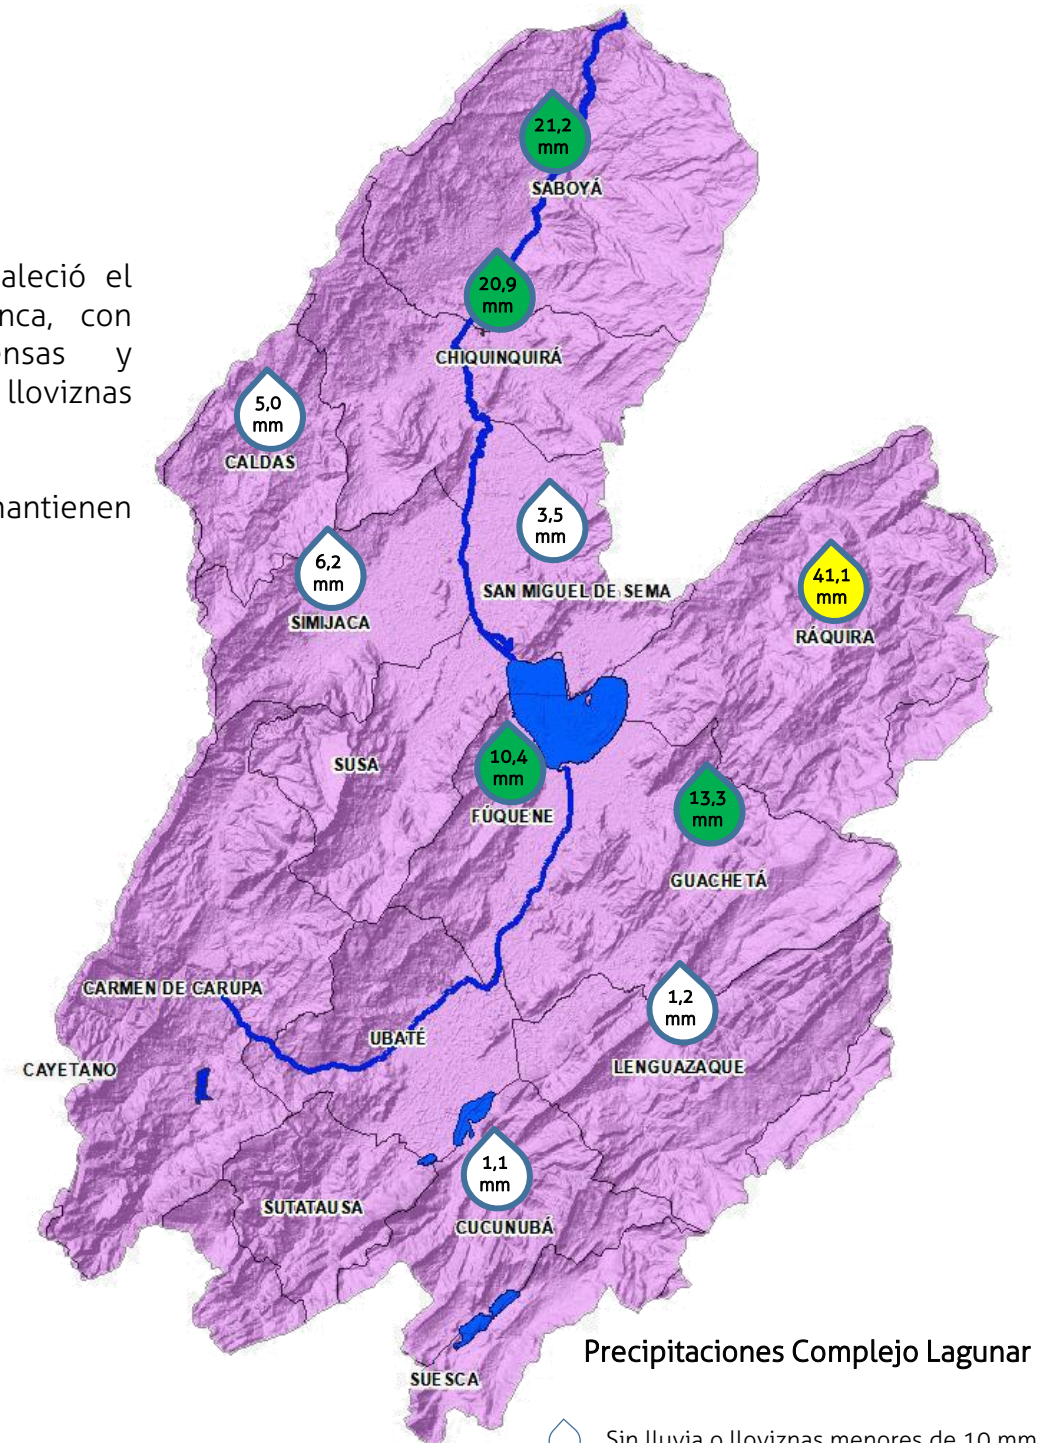 21,2
mm
SABOYÁ
aleció el
nca, con
ensas y
lloviznas
20,9
mm
CHIQUINQUIRÁ
5,0
mm
CALDAS
nantienen
3,5
mm
6,2
mm
SAN MIGUEL DE SEMA
41,1
mm
SIMIJACA
RÁQUIRA
SUSA
10,4
mm
FÚQUENE
13,3
mm
GUACHETÁ
CARMEN DE CARUPA
1,2
mm
UBATÉ
CAYETANO
LENGUAZAQUE
1,1
mm
SUTATAUSA
CUCUNUBÁ
Precipitaciones Complejo Lagunar
SUESCA
Sin lluvia o lloviznas menores de 10 mm